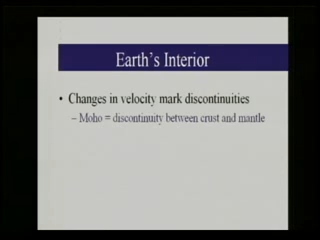 Earth's Interior
• Changes in velocity mark discontinuities
– Moho = discontinuity between crust and mantle